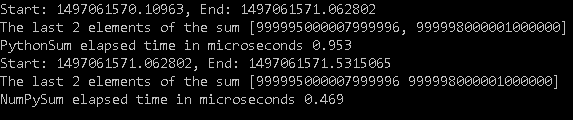 Start: 1497061570.10963, End: 1497061571.062802
The last 2 elements of the sum [999995000007999996, 999998000001000000]
PythonSum elapsed time in microseconds 0.953
Start: 1497061571.062802, End: 1497061571.5315065
The last 2 elements of the sum [999995000007999996 999998000001000000]
NumPySum elapsed time in microseconds 0.469